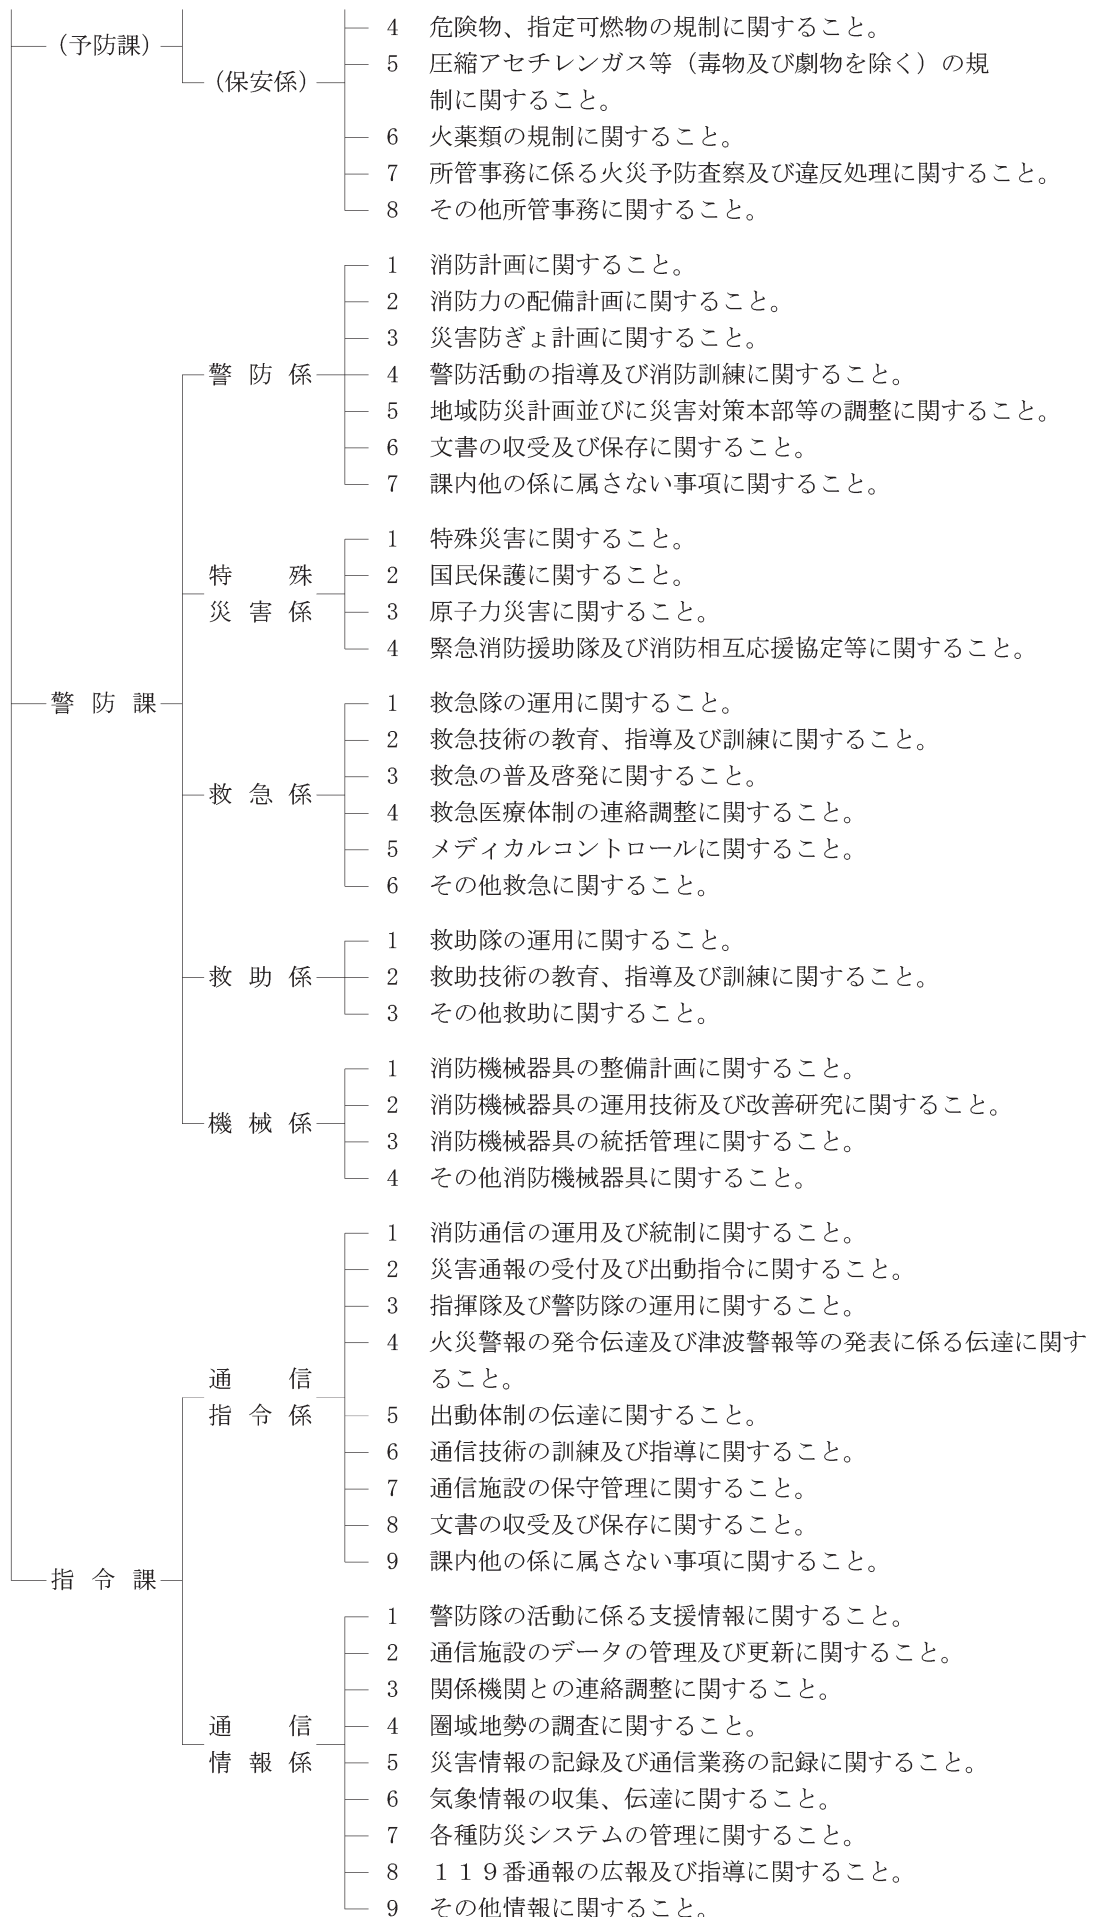 （予防課）
（保安係）
4 危険物、指定可燃物の規制に関すること。
5 圧縮アセチレンガス等（毒物及び劇物を除く）の規
制に関すること。
6 火薬類の規制に関すること。
7 所管事務に係る火災予防査察及び違反処理に関すること。
8 その他所管事務に関すること。
警防課
警防係
1 消防計画に関すること。
2 消防力の配備計画に関すること。
3 災害防ぎょ計画に関すること。
4 警防活動の指導及び消防訓練に関すること。
5 地域防災計画並びに災害対策本部等の調整に関すること。
6 文書の収受及び保存に関すること。
7 課内他の係に属さない事項に関すること。
特殊
災害係
1 特殊災害に関すること。
2 国民保護に関すること。
3 原子力災害に関すること。
4 緊急消防援助隊及び消防相互応援協定等に関すること。
救急係
1 救急隊の運用に関すること。
2 救急技術の教育、指導及び訓練に関すること。
3 救急の普及啓発に関すること。
4 救急医療体制の連絡調整に関すること。
5 メディカルコントロールに関すること。
6 その他救急に関すること。
救助係
1 救助隊の運用に関すること。
2 救助技術の教育、指導及び訓練に関すること。
3 その他救助に関すること。
機械係
1 消防機械器具の整備計画に関すること。
2 消防機械器具の運用技術及び改善研究に関すること。
3 消防機械器具の統括管理に関すること。
4 その他消防機械器具に関すること。
指令課
通信
指令係
1 消防通信の運用及び統制に関すること。
2 災害通報の受付及び出動指令に関すること。
3 指揮隊及び警防隊の運用に関すること。
4 火災警報の発令伝達及び津波警報等の発表に係る伝達に関す
ること。
5 出動体制の伝達に関すること。
6 通信技術の訓練及び指導に関すること。
7 通信施設の保守管理に関すること。
8 文書の収受及び保存に関すること。
9 課内他の係に属さない事項に関すること。
通信
情報係
1 警防隊の活動に係る支援情報に関すること。
2 通信施設のデータの管理及び更新に関すること。
3 関係機関との連絡調整に関すること。
4 圏域地勢の調査に関すること。
5 災害情報の記録及び通信業務の記録に関すること。
6 気象情報の収集、伝達に関すること。
7 各種防災システムの管理に関すること。
8 １１９番通報の広報及び指導に関すること。
9 その他情報に関すること。